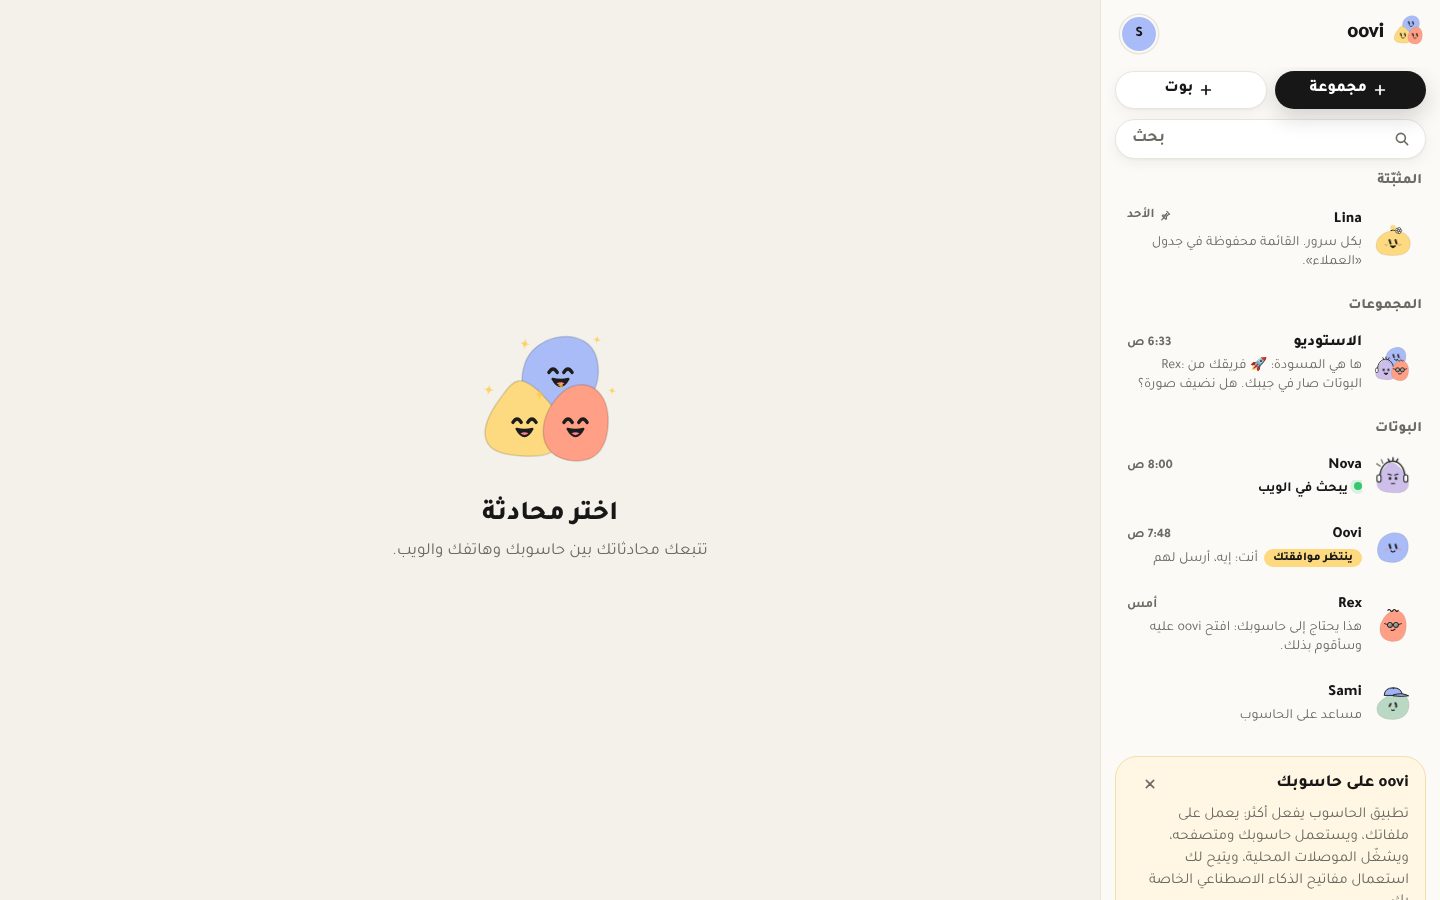 oovi
S
+ مجموعة
+ بوت
بحث
المثبّتة
Lina
الأحد
بكل سرور. القائمة محفوظة في جدول
«العملاء».
المجموعات
الاستوديو
6:33 ص
Rex: ها هي المسودة: 🚀 فريقك من
البوتات صار في جيبك. هل نضيف صورة؟
البوتات
Nova
8:00 ص
يبحث في الويب
Oovi
7:48 ص
ينتظر موافقتك
أنت: إيه، أرسل لهم
Rex
أمس
هذا يحتاج إلى حاسوبك: افتح oovi عليه
وسأقوم بذلك.
Sami
مساعد على الحاسوب
oovi على حاسوبك
تطبيق الحاسوب يفعل أكثر: يعمل على
ملفاتك، ويستعمل حاسوبك ومتصفحه،
ويشغّل الموصلات المحلية، ويتيح لك
استعمال مفاتيح الذكاء الاصطناعي الخاصة
اختر محادثة
تتبعك محادثاتك بين حاسوبك وهاتفك والويب.